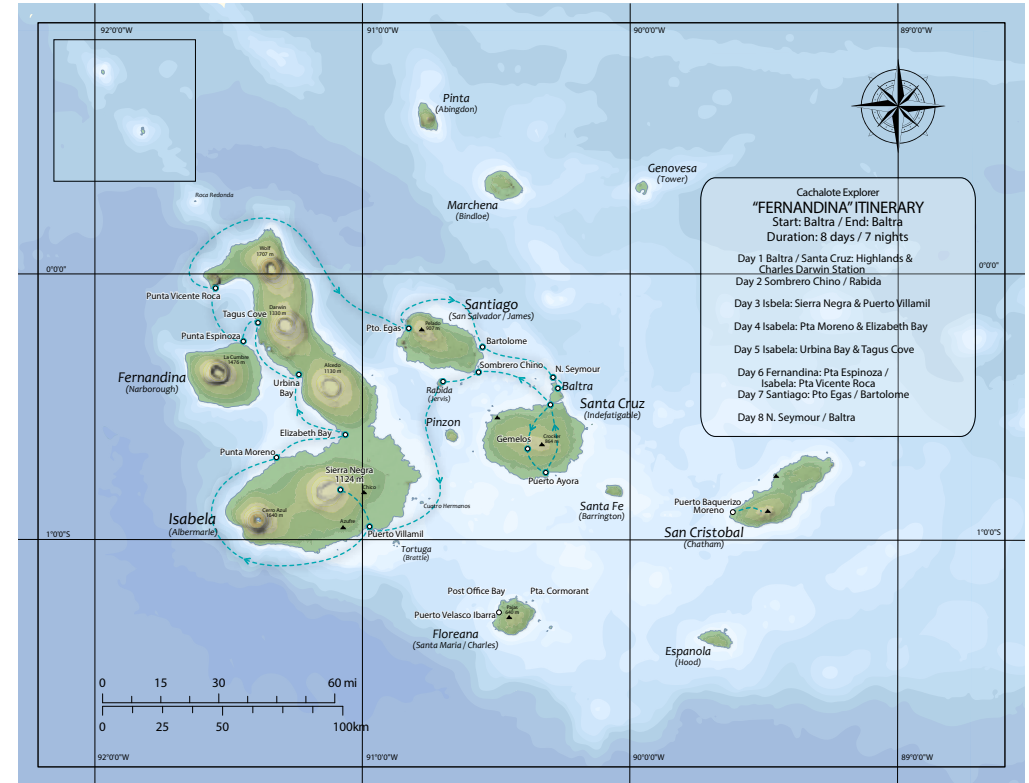 92°0'0"W
91°0'0"W
90°0'0"W
89°0'0"W
Pinta
(Abingdon)
Genovesa
(Tower)
Marchena
(Bindloe)
Roca Redonda
Cachalote Explorer
"FERNANDINA" ITINERARY
Start: Baltra / End: Baltra
Duration: 8 days / 7 nights
Day 1 Baltra / Santa Cruz: Highlands &
Charles Darwin Station
Day 2 Sombrero Chino / Rabida
Day 3 Isbela: Sierra Negra & Puerto Villamil
Day 4 Isabela: Pta Moreno & Elizabeth Bay
Day 5 Isabela: Urbina Bay & Tagus Cove
Day 6 Fernandina: Pta Espinoza /
Isabela: Pta Vicente Roca
Day 7 Santiago: Pto Egas / Bartolome
Day 8 N. Seymour / Baltra
Wolf
1707 m
0°0'0"
0°0'0"
Punta Vicente Roca
Darwin
1330 m
Tagus Cove
Punta Espinoza
La Cumbre
1476 m
Fernandina
(Narborough)
Urbina
Bay
Alcedo
1130 m
Santiago
(San Salvador / James)
Pto. Egas
Pelado
907 m
Bartolome
Sombrero Chino
N. Seymour
Baltra
Rabida
(Jervis)
Santa Cruz
(Indefatigable)
Pinzon
Elizabeth Bay
Gemelos
Crocker
864 m
Punta Moreno
Puerto Ayora
Sierra Negra
1124 m
Chico
Cuatro Hermanos
Santa Fe
(Barrington)
Puerto Baquerizo
Moreno
San Cristobal
(Chatham)
Isabela
(Albermarle)
Cerro Azul
1640 m
Azufre
Puerto Villamil
1°0'0"S
1°0'0"S
Tortuga
(Brattle)
Post Office Bay
Pta. Cormorant
Puerto Velasco Ibarra
Pajas
640 m
Floreana
(Santa Maria / Charles)
Espanola
(Hood)
0 15 30 60 mi
0 25 50 100km
92°0'0"W
91°0'0"W
90°0'0"W
89°0'0"W